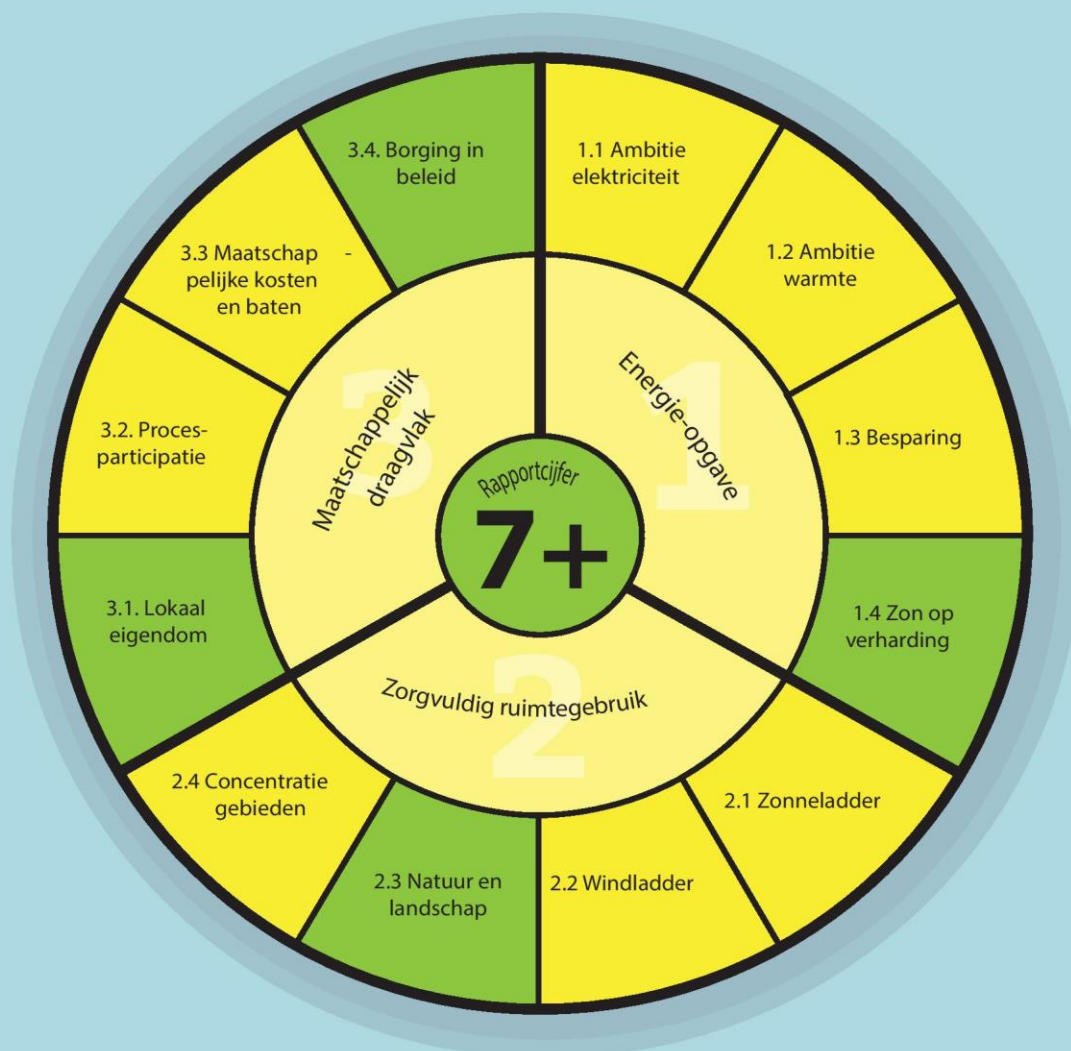 1.1 Ambitie
elektriciteit
1.2 Ambitie
warmte
1.3 Besparing
1.4 Zon op
verharding
2.1 Zonneladder
2.2 Windladder
2.3 Natuur en
landschap
2.4 Concentratie
gebieden
3.1. Lokaal
eigendom
3.2. Proces-
participatie
3.3 Maatschap -
pelijke kosten
en baten
3.4. Borging in
beleid
1
Energie-opgave
2
Zorgvuldig ruimtegebruik
3
Maatschappelijk
draagvlak
Rapportcijfer
7+